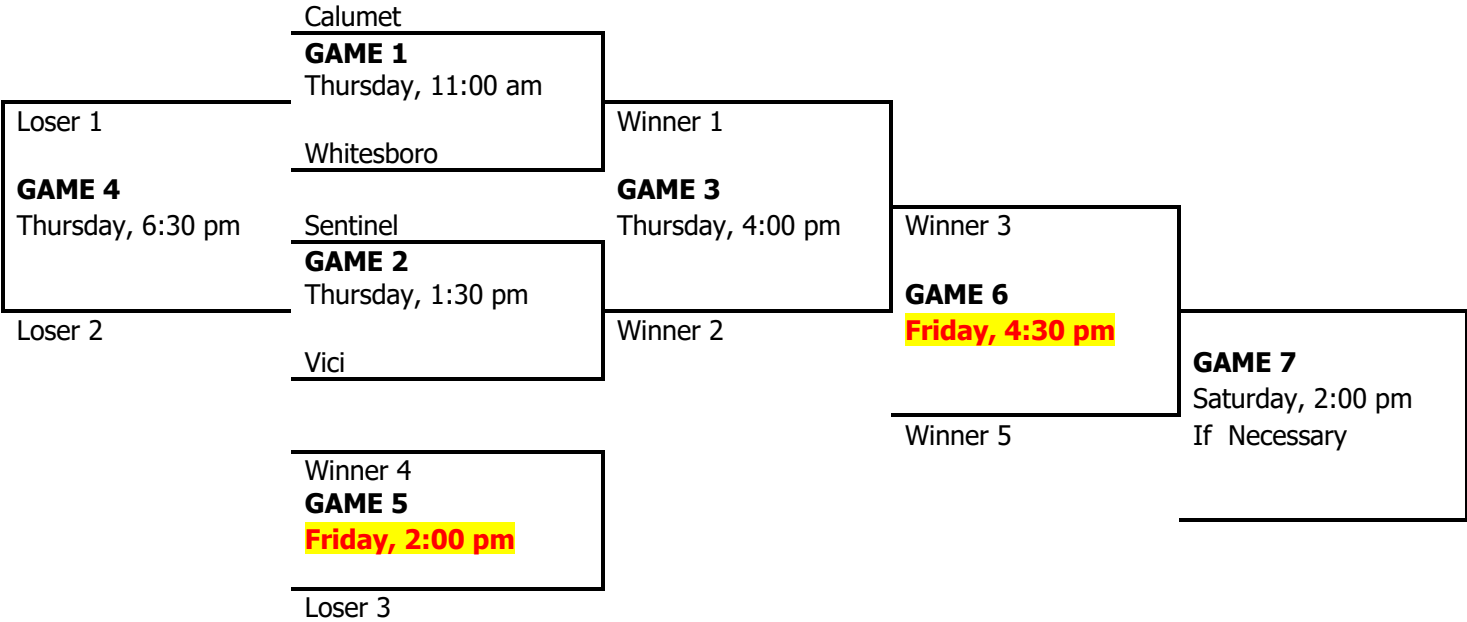 Calumet
GAME 1
Thursday, 11:00 am
Whitesboro
Loser 1
GAME 4
Thursday, 6:30 pm
Loser 2
Sentinel
GAME 2
Thursday, 1:30 pm
Vici
Winner 1
GAME 3
Thursday, 4:00 pm
Winner 2
Winner 3
GAME 6
Friday, 4:30 pm
Winner 5
GAME 7
Saturday, 2:00 pm
If Necessary
Winner 4
GAME 5
Friday, 2:00 pm
Loser 3